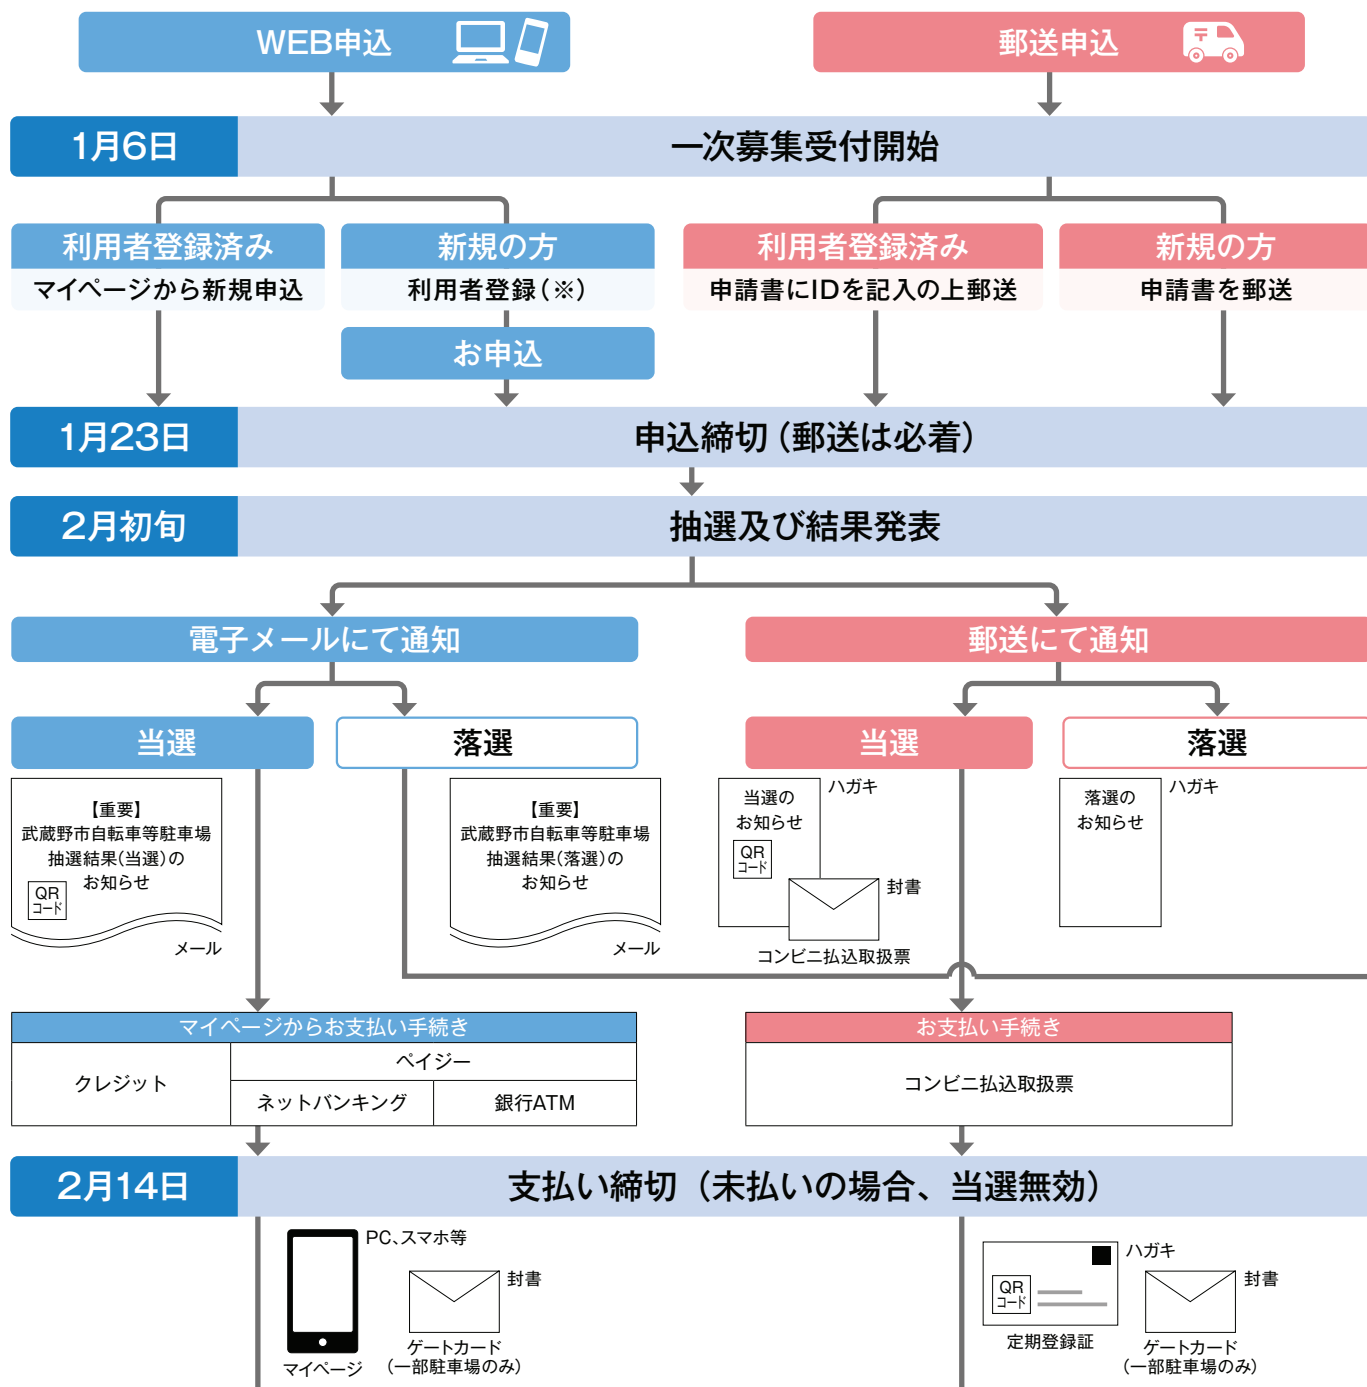 WEB申込
郵送申込
1月6日
一次募集受付開始
利用者登録済み
マイページから新規申込
新規の方
利用者登録(※)
お申込
利用者登録済み
申請書にIDを記入の上郵送
新規の方
申請書を郵送
1月23日
申込締切(郵送は必着)
2月初旬
抽選及び結果発表
電子メールにて通知
郵送にて通知
当選
落選
当選
落選
【重要】
武蔵野市自転車等駐車場
抽選結果(当選)の
お知らせ
QR
コード
メール
【重要】
武蔵野市自転車等駐車場
抽選結果(落選)の
お知らせ
メール
当選の
お知らせ
QR
コード
ハガキ
封書
コンビニ払込取扱票
落選の
お知らせ
ハガキ
マイページからお支払い手続き
クレジット
ペイジー
ネットバンキング
銀行ATM
お支払い手続き
コンビニ払込取扱票
2月14日
支払い締切(未払いの場合、当選無効)
PC、スマホ等
マイページ
封書
ゲートカード
(一部駐車場のみ)
ハガキ
QR
コード
定期登録証
封書
ゲートカード
(一部駐車場のみ)